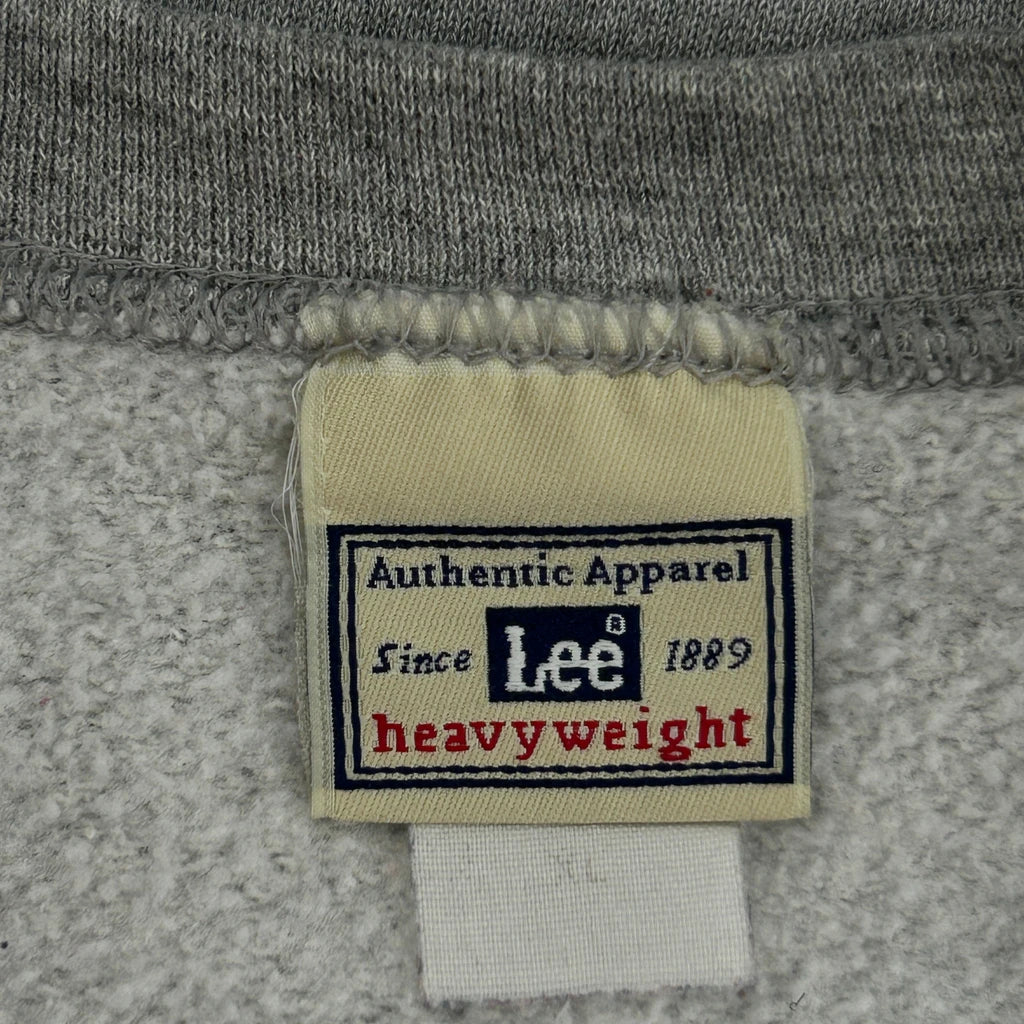 Authentic Apparel
Since Lee® 1889
heavyweight